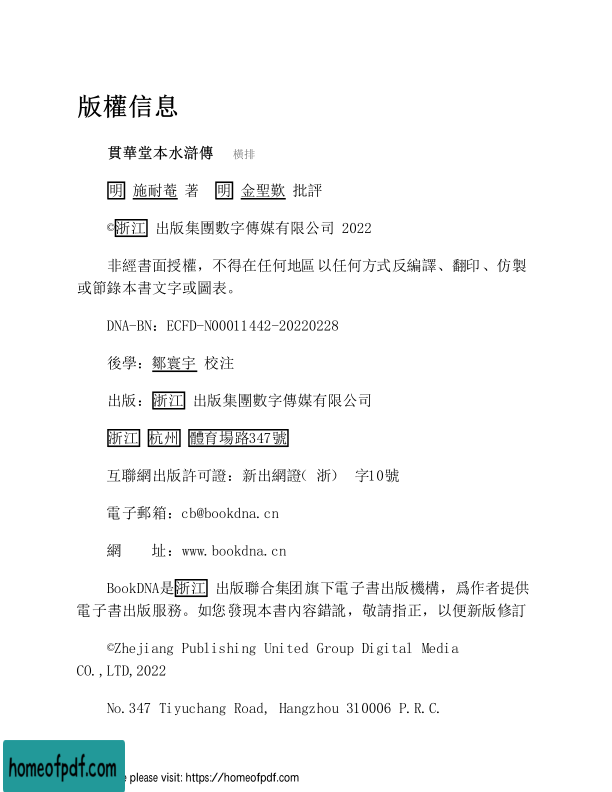 版權信息
貫華堂本水滸傳 橫排
明 施耐菴 著 明 金聖歎 批評
©浙江 出版集團數字傳媒有限公司 2022
非經書面授權，不得在任何地區以任何方式反編譯、翻印、仿製
或節錄本書文字或圖表。
DNA-BN：ECFD-N00011442-20220228
後學：鄒寰宇 校注
出版：浙江 出版集團數字傳媒有限公司
浙江 杭州 體育場路347號
互聯網出版許可證：新出網證（浙） 字10號
電子郵箱：cb@bookdna.cn
網 址：www.bookdna.cn
BookDNA是浙江 出版聯合集团旗下電子書出版機構，爲作者提供
電子書出版服務。如您發現本書內容錯訛，敬請指正，以便新版修訂
©Zhejiang Publishing United Group Digital Media
CO.,LTD,2022
No.347 Tiyuchang Road, Hangzhou 310006 P.R.C.
homeofpdf.com
please visit: https://homeofpdf.com